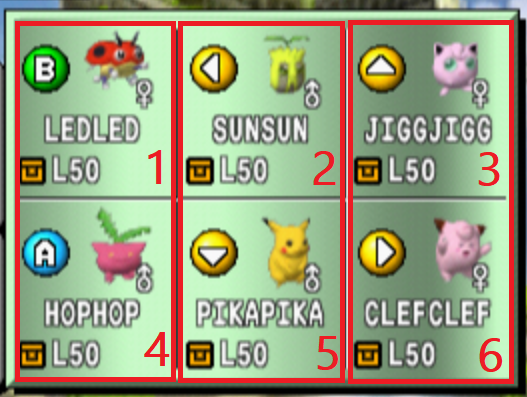 B
LEDLED
L50
1
SUNSUN
L50
2
JIGGJIGG
L50
3
A
HOPHOP
L50
4
PIKAPIKA
L50
5
CLEFCLEF
L50
6